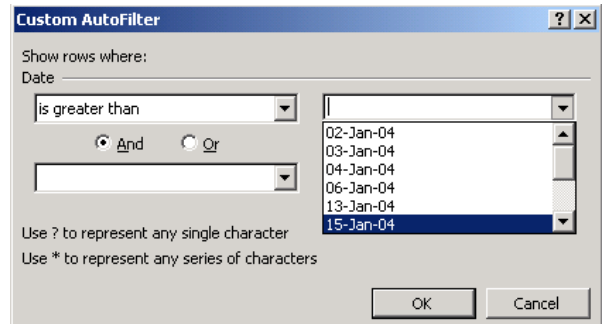 Custom AutoFilter
Show rows where:
Date
is greater than
And Or
02-Jan-04
03-Jan-04
04-Jan-04
06-Jan-04
13-Jan-04
15-Jan-04
Use ? to represent any single character
Use * to represent any series of characters
OK Cancel